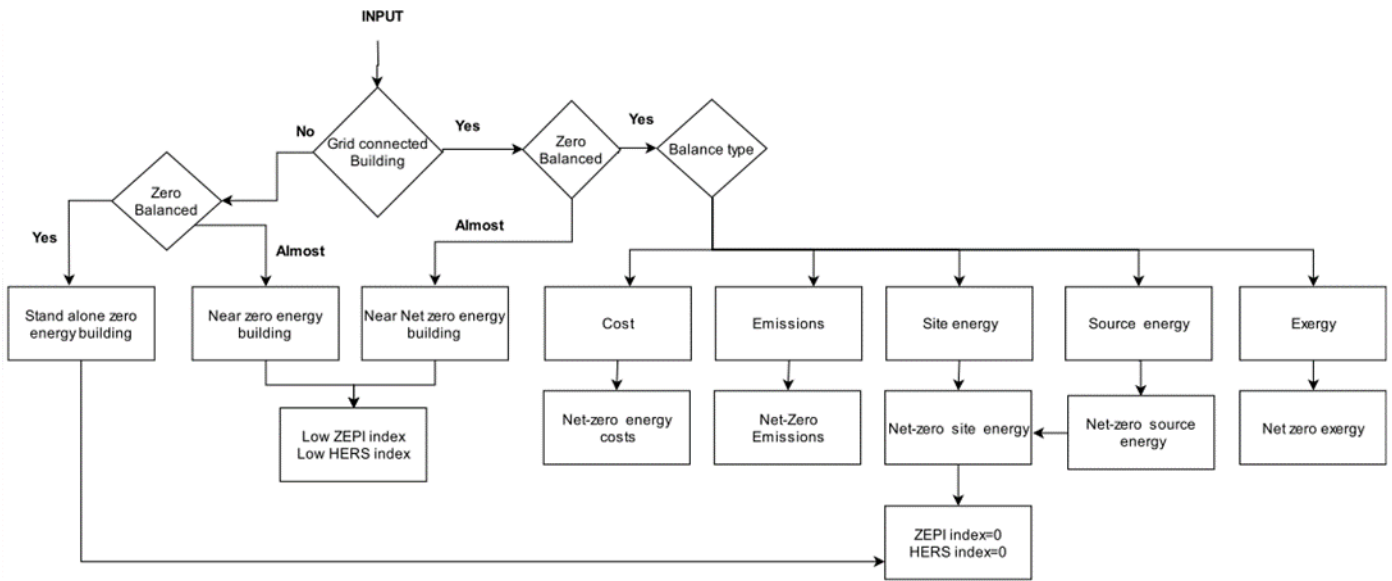 INPUT
Grid connected
Building
No
Yes
Zero
Balanced
Yes
Balance type
Zero
Balanced
Yes
Almost
Almost
Stand alone zero
energy building
Near zero energy
building
Near Net zero energy
building
Cost
Emissions
Site energy
Source energy
Exergy
Low ZEPI index
Low HERS index
Net-zero energy
costs
Net-Zero
Emissions
Net-zero site energy
Net-zero source
energy
Net zero exergy
ZEPI index=0
HERS index=0